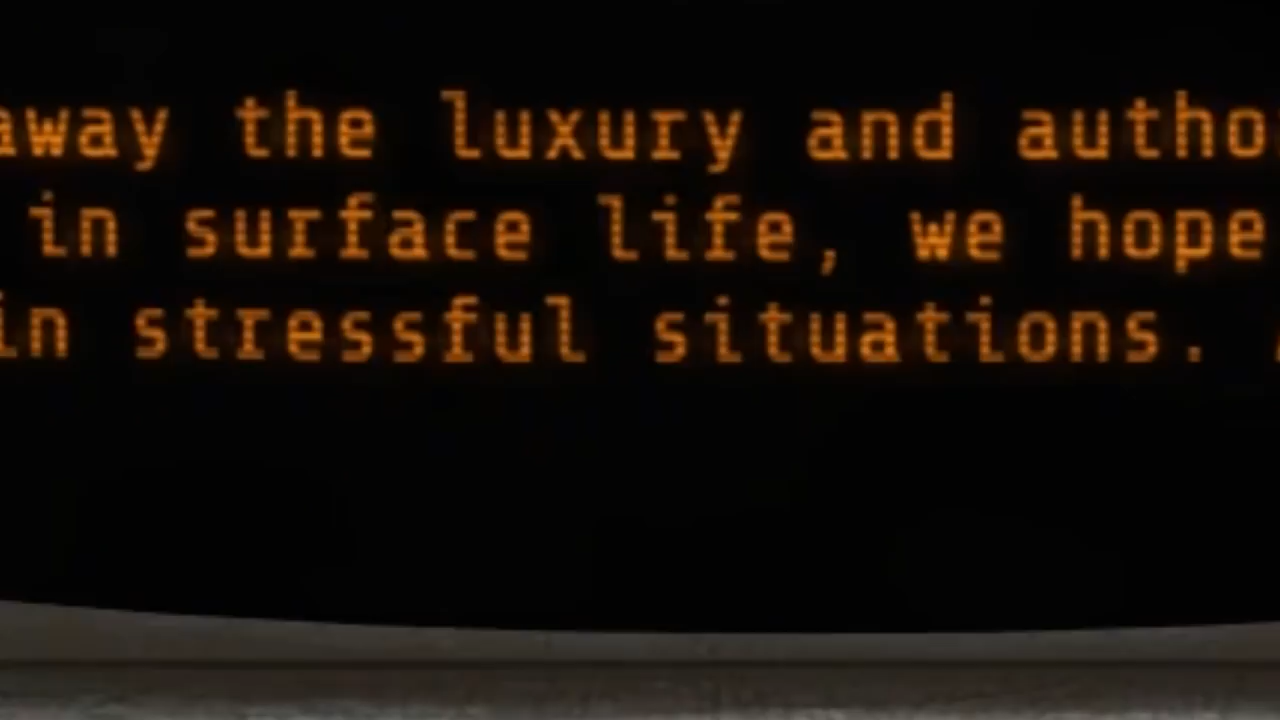 away the luxury and autho
in surface life, we hope
in stressful situations.